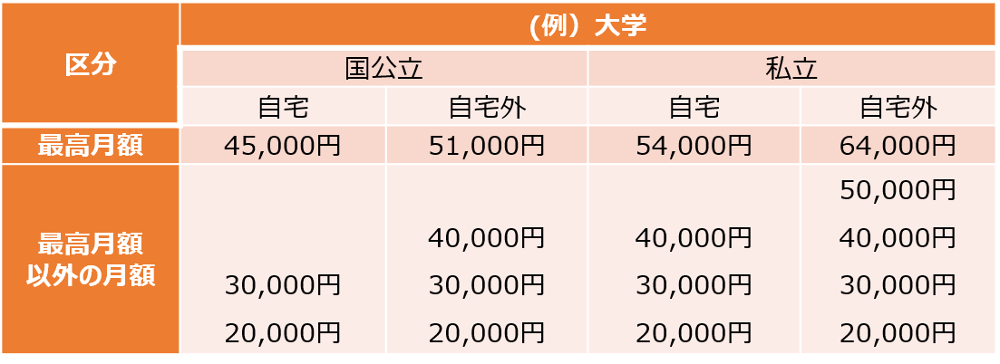 区分
(例）大学
国公立 私立
自宅 自宅外 自宅 自宅外
最高月額 45,000円 51,000円 54,000円 64,000円
最高月額
以外の月額
50,000円
40,000円 40,000円 40,000円
30,000円 30,000円 30,000円 30,000円
20,000円 20,000円 20,000円 20,000円